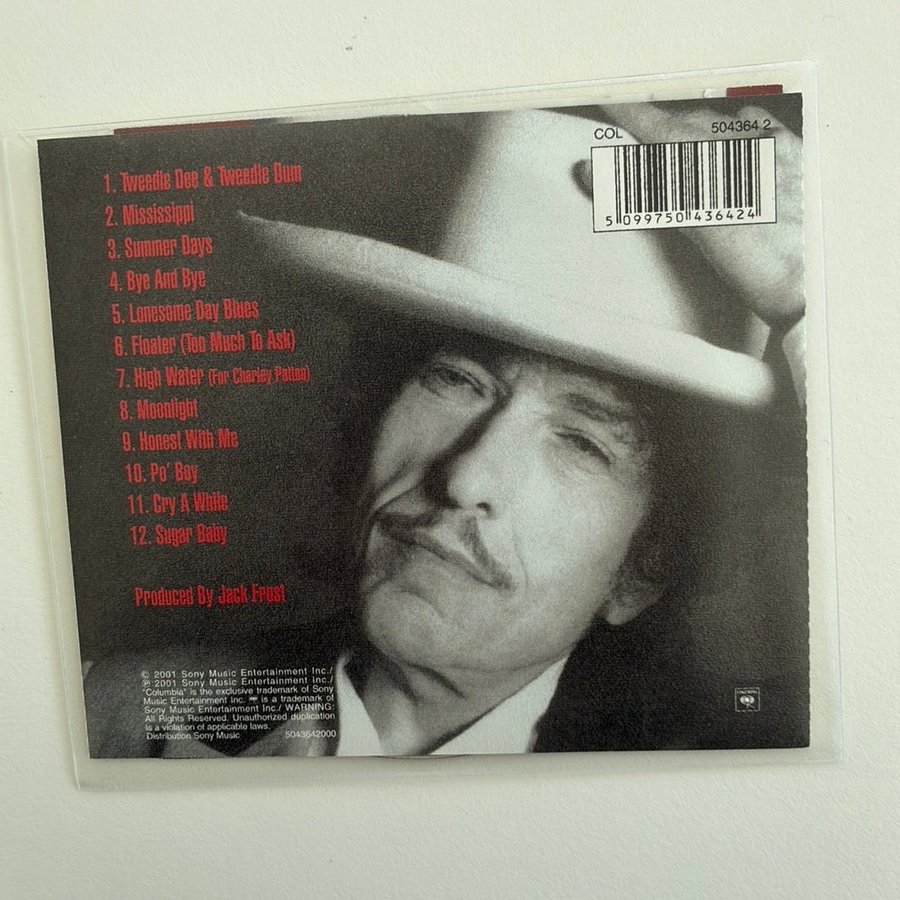 COL 504364 2
5 099750 436424
1. Tweedle Dee & Tweedle Dum
2. Mississippi
3. Summer Days
4. Bye And Bye
5. Lonesome Day Blues
6. Floater (Too Much To Ask)
7. High Water (For Charley Patton)
8. Moonlight
9. Honest With Me
10. Po' Boy
11. Cry A While
12. Sugar Baby
Produced By Jack Frost
© 2001 Sony Music Entertainment Inc./
℗ 2001 Sony Music Entertainment Inc./
"Columbia" is the exclusive trademark of Sony
Music Entertainment Inc. is a trademark of
Sony Music Entertainment Inc./ WARNING:
All Rights Reserved. Unauthorized duplication
is a violation of applicable laws.
Distribution Sony Music 5043642000